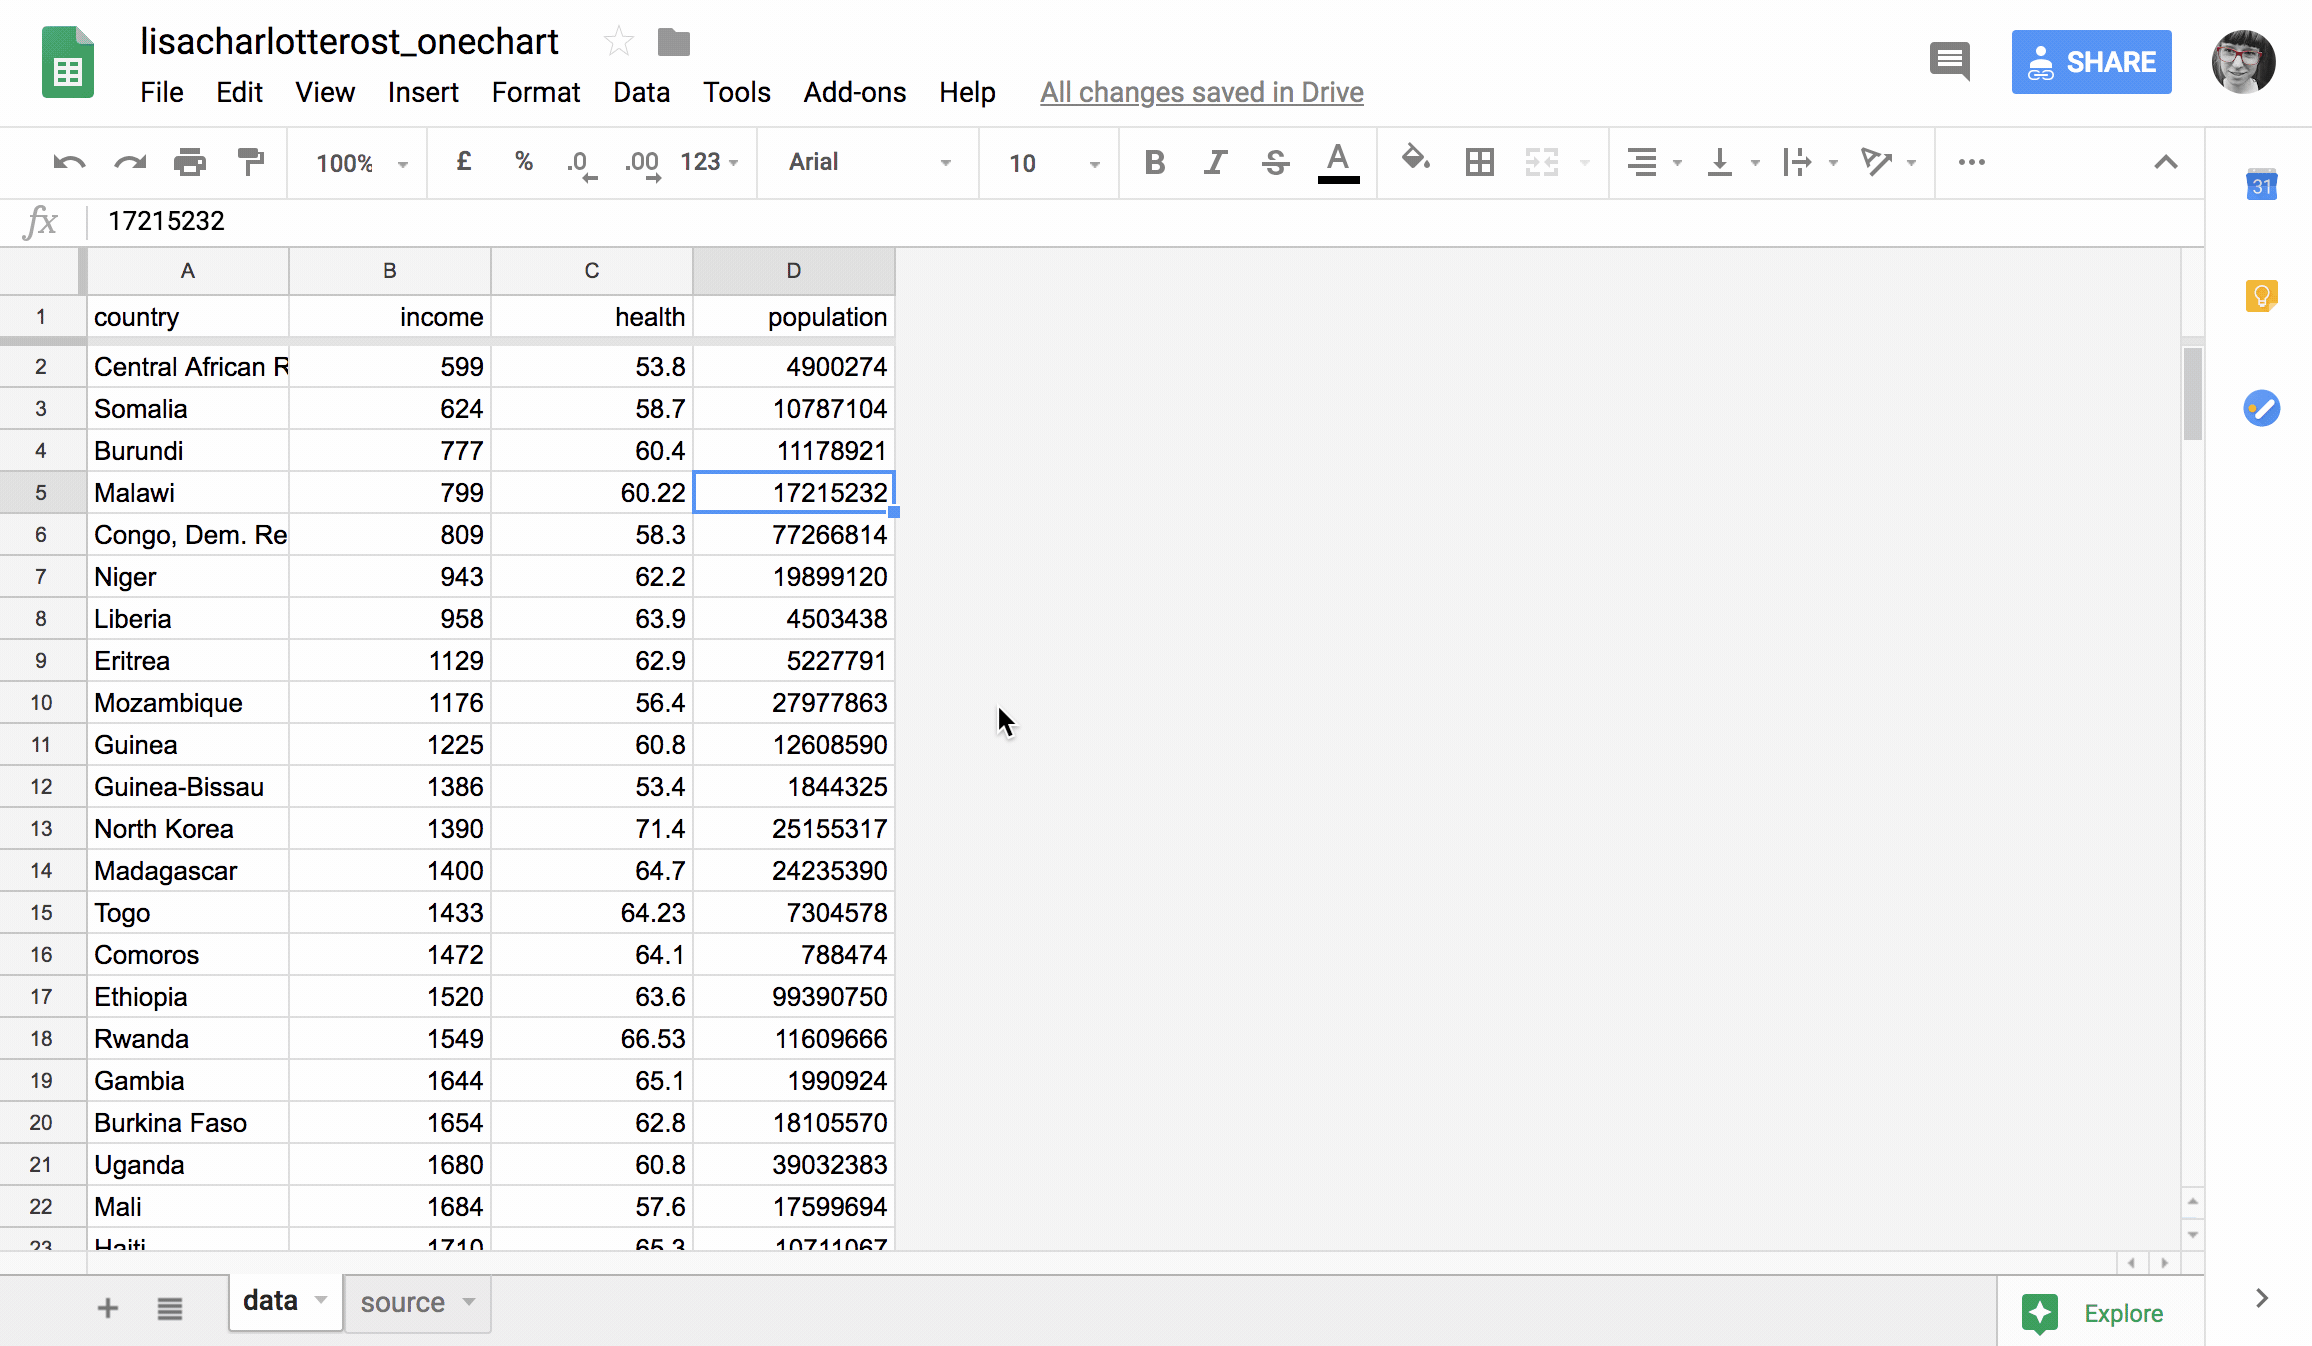 lisacharlotterost_onechart
File Edit View Insert Format Data Tools Add-ons Help All changes saved in Drive
SHARE
100% £ % .0 .00 123 Arial 10 B I S A
31
fx 17215232
A B C D
1 country income health population
2 Central African R 599 53.8 4900274
3 Somalia 624 58.7 10787104
4 Burundi 777 60.4 11178921
5 Malawi 799 60.22 17215232
6 Congo, Dem. Re 809 58.3 77266814
7 Niger 943 62.2 19899120
8 Liberia 958 63.9 4503438
9 Eritrea 1129 62.9 5227791
10 Mozambique 1176 56.4 27977863
11 Guinea 1225 60.8 12608590
12 Guinea-Bissau 1386 53.4 1844325
13 North Korea 1390 71.4 25155317
14 Madagascar 1400 64.7 24235390
15 Togo 1433 64.23 7304578
16 Comoros 1472 64.1 788474
17 Ethiopia 1520 63.6 99390750
18 Rwanda 1549 66.53 11609666
19 Gambia 1644 65.1 1990924
20 Burkina Faso 1654 62.8 18105570
21 Uganda 1680 60.8 39032383
22 Mali 1684 57.6 17599694
23 Haiti 1710 65.3 10711067
data source
Explore